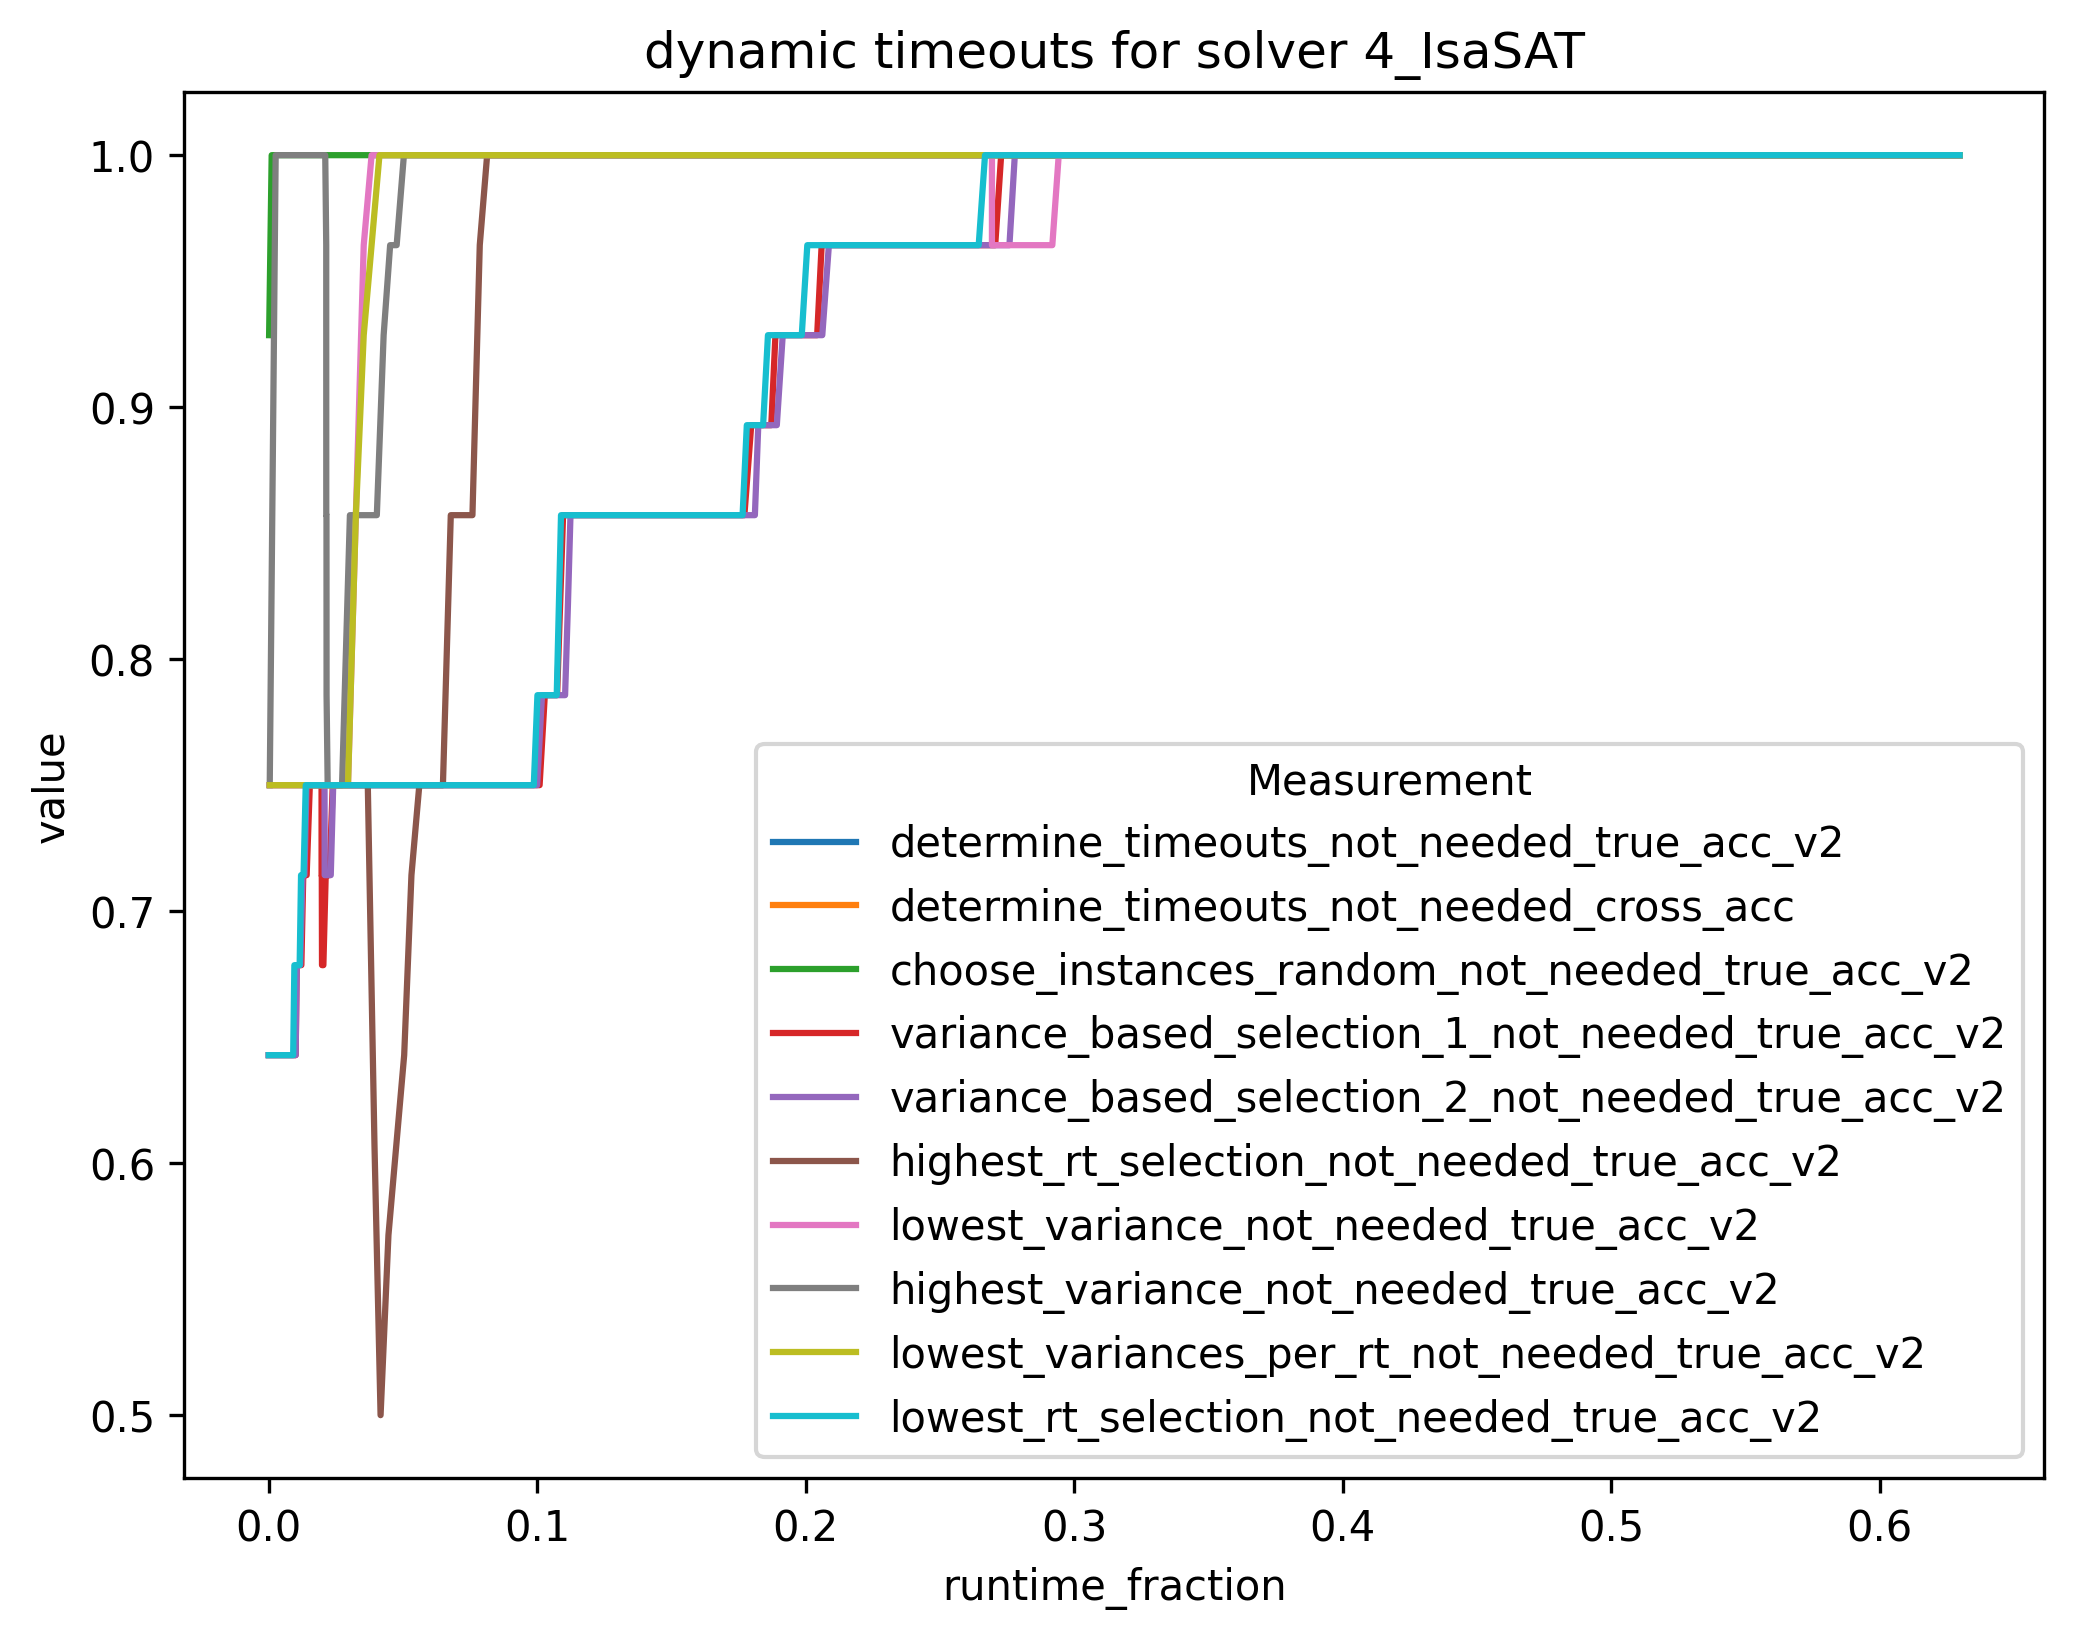 dynamic timeouts for solver 4_IsaSAT
1.0
0.9
0.8
0.7
0.6
0.5
value
Measurement
determine_timeouts_not_needed_true_acc_v2
determine_timeouts_not_needed_cross_acc
choose_instances_random_not_needed_true_acc_v2
variance_based_selection_1_not_needed_true_acc_v2
variance_based_selection_2_not_needed_true_acc_v2
highest_rt_selection_not_needed_true_acc_v2
lowest_variance_not_needed_true_acc_v2
highest_variance_not_needed_true_acc_v2
lowest_variances_per_rt_not_needed_true_acc_v2
lowest_rt_selection_not_needed_true_acc_v2
0.0 0.1 0.2 0.3 0.4 0.5 0.6
runtime_fraction